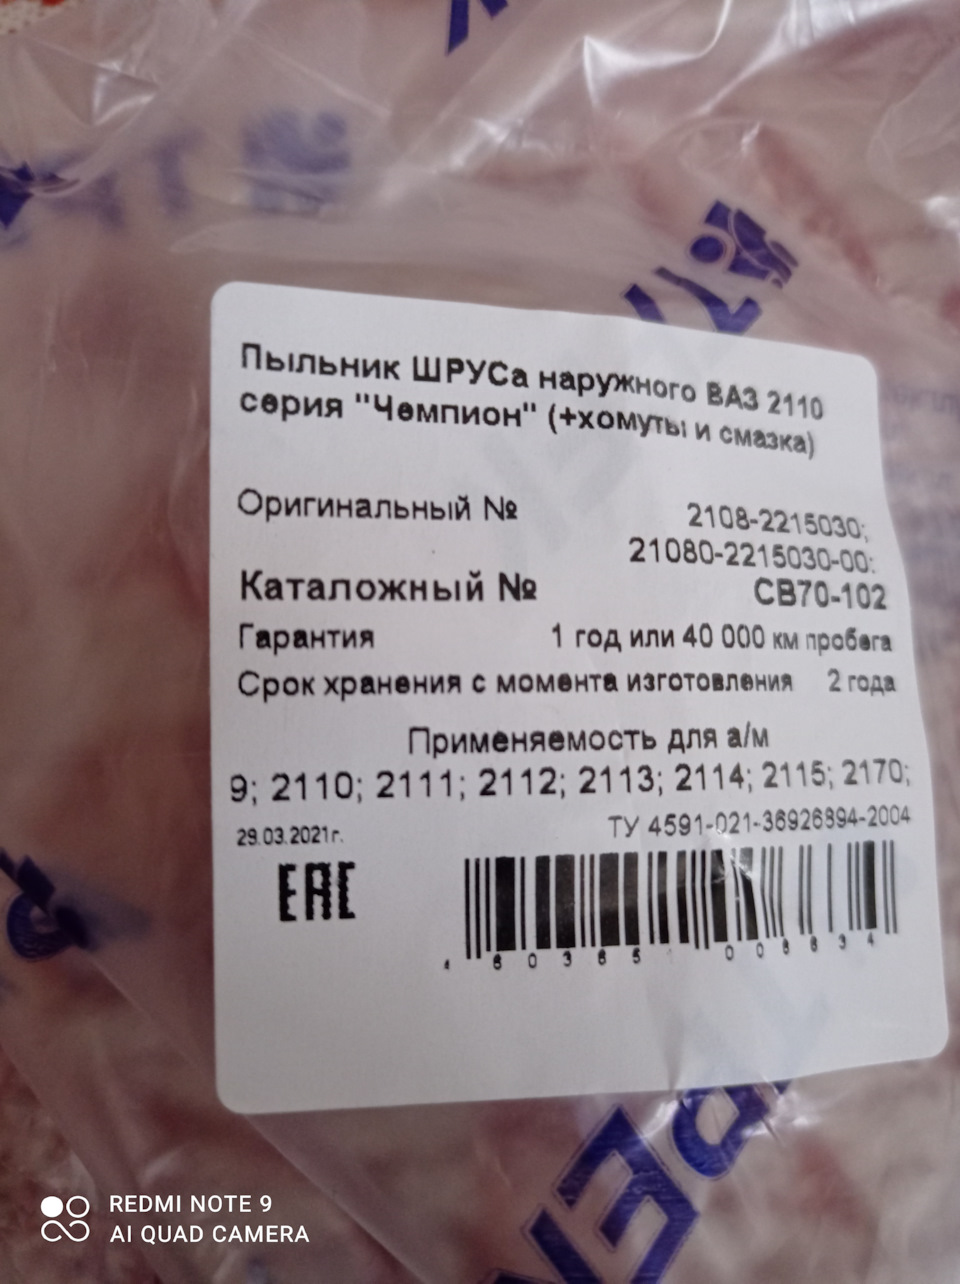 Пыльник ШРУСа наружного ВАЗ 2110
серия "Чемпион" (+хомуты и смазка)
Оригинальный № 2108-2215030;
21080-2215030-00;
Каталожный № СВ70-102
Гарантия 1 год или 40 000 км пробега
Срок хранения с момента изготовления 2 года
Применяемость для а/м
9; 2110; 2111; 2112; 2113; 2114; 2115; 2170;
29.03.2021г. ТУ 4591-021-36926894-2004
EAC
REDMI NOTE 9
AI QUAD CAMERA